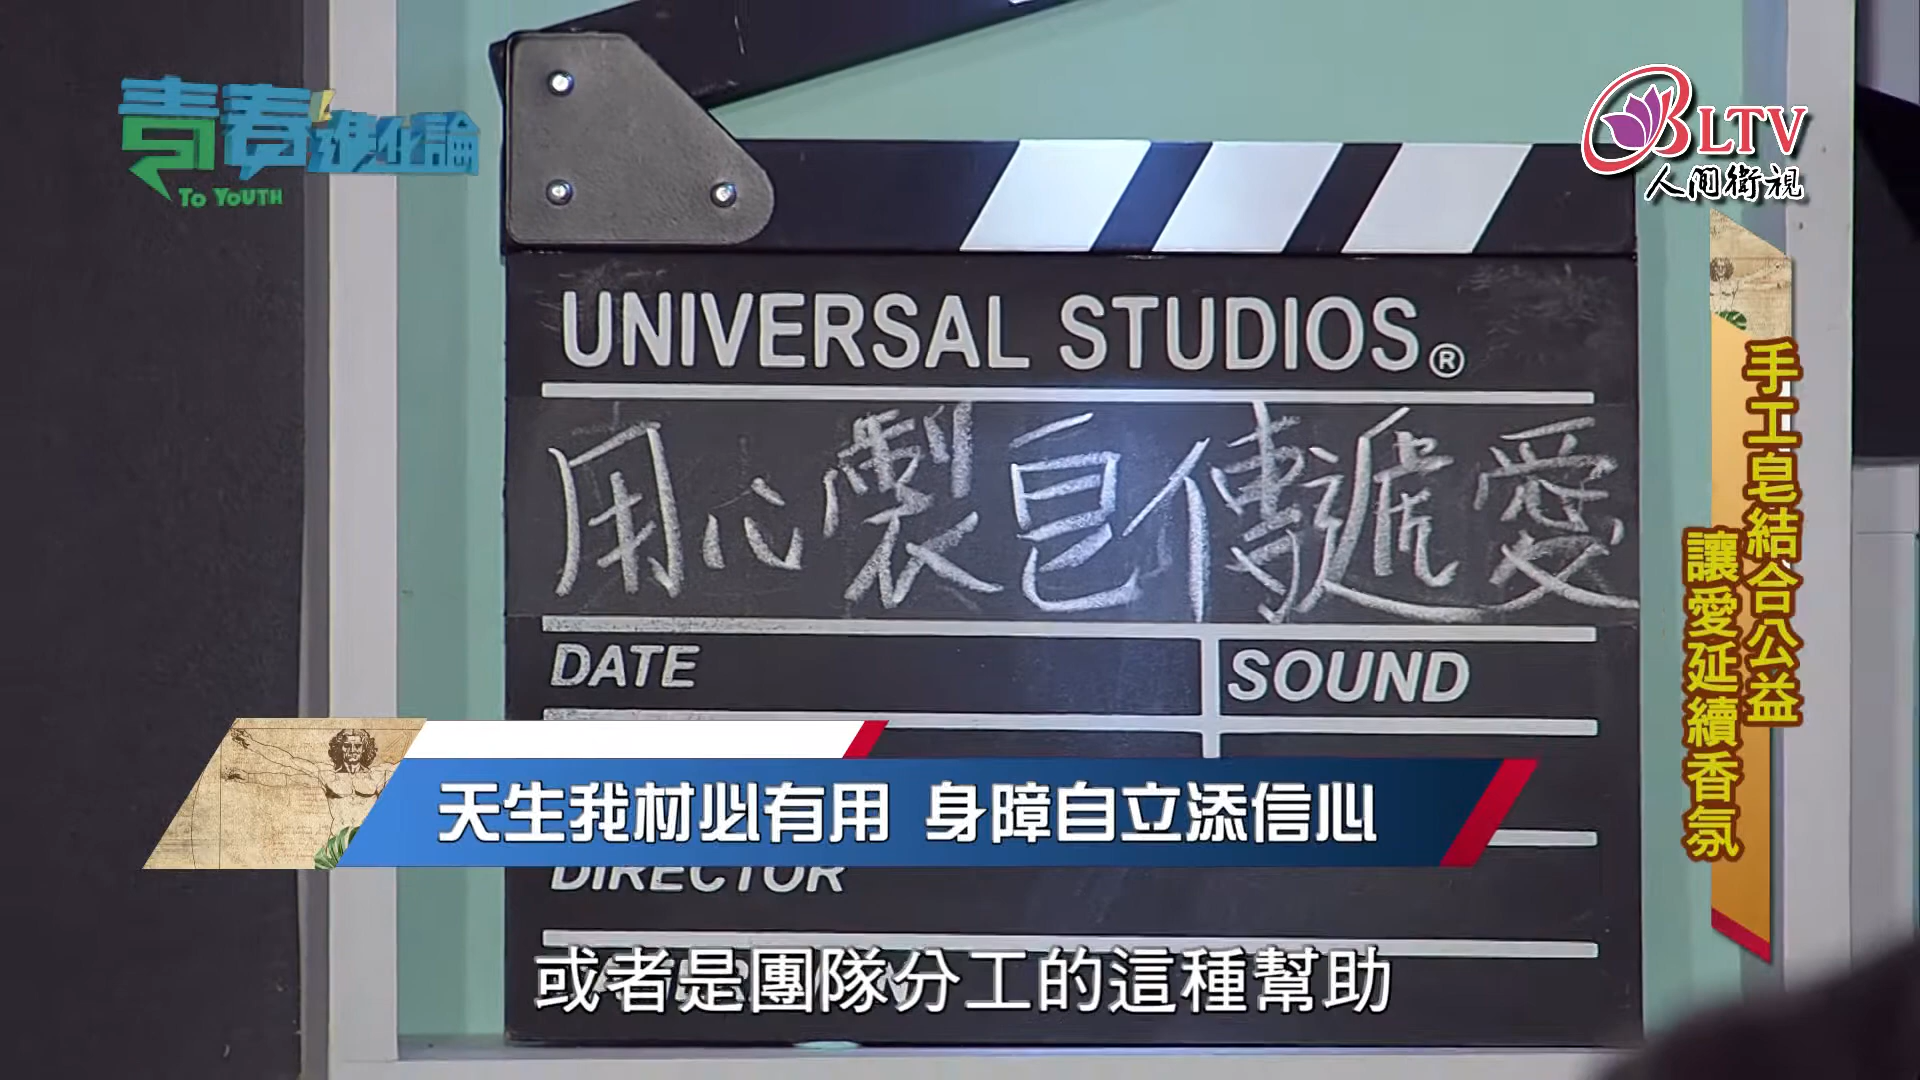 青春進化論
TO YOUTH
BLTV
人間衛視
UNIVERSAL STUDIOS®
用心製皂傳遞愛
DATE
SOUND
手工皂結合公益
讓愛延續香氛
天生我材必有用 身障自立添信心
DIRECTOR
或者是團隊分工的這種幫助